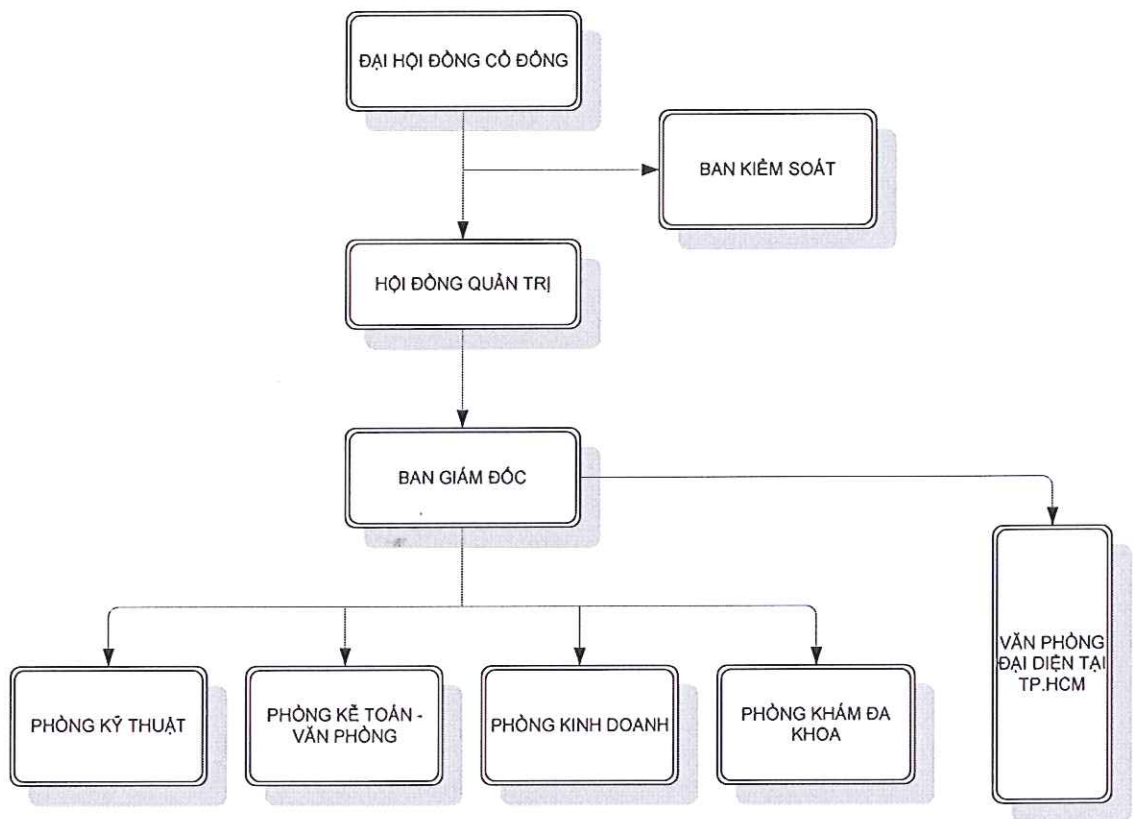 ĐẠI HỘI ĐỒNG CỔ ĐÔNG
BAN KIỂM SOÁT
HỘI ĐỒNG QUẢN TRỊ
BAN GIÁM ĐỐC
VĂN PHÒNG
ĐẠI DIỆN TẠI
TP.HCM
PHÒNG KỸ THUẬT
PHÒNG KẾ TOÁN -
VĂN PHÒNG
PHÒNG KINH DOANH
PHÒNG KHÁM ĐA
KHOA